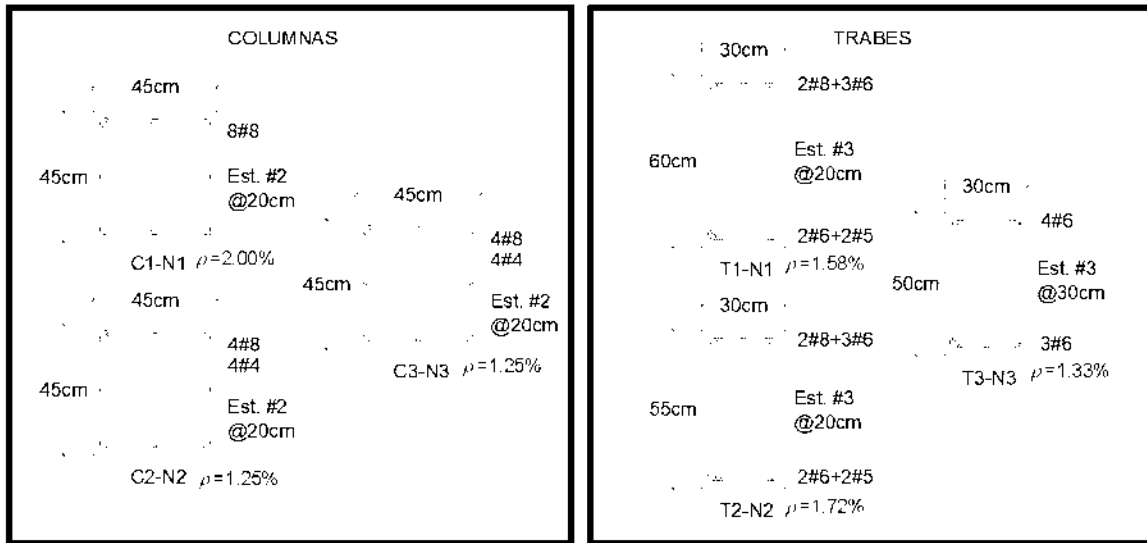 COLUMNAS
45cm
8#8
45cm
Est. #2
@20cm
C1-N1 ρ=2.00%
45cm
4#8
4#4
45cm
Est. #2
@20cm
C2-N2 ρ=1.25%
45cm
4#8
4#4
45cm
Est. #2
@20cm
C3-N3 ρ=1.25%
TRABES
30cm
2#8+3#6
60cm
Est. #3
@20cm
2#6+2#5
T1-N1 ρ=1.58%
30cm
2#8+3#6
55cm
Est. #3
@20cm
2#6+2#5
T2-N2 ρ=1.72%
30cm
4#6
50cm
Est. #3
@30cm
3#6
T3-N3 ρ=1.33%